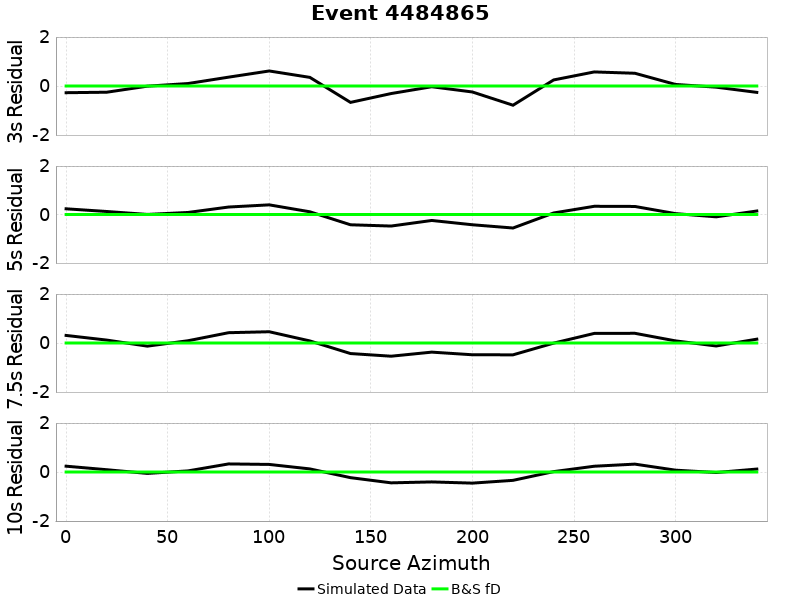 Event 4484865
3s Residual
2
0
-2
5s Residual
2
0
-2
7.5s Residual
2
0
-2
10s Residual
2
0
-2
0 50 100 150 200 250 300
Source Azimuth
Simulated Data B&S fD